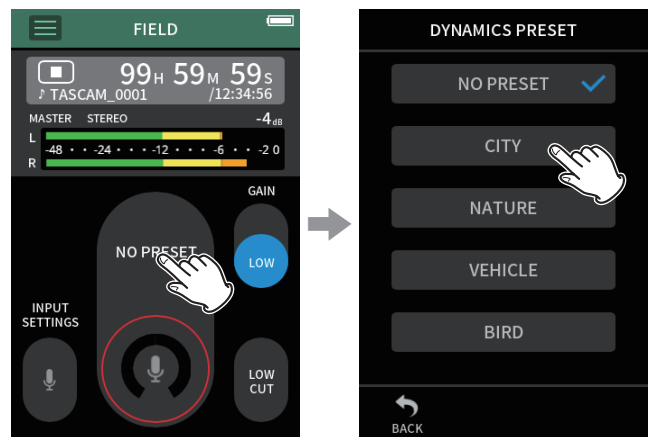 FIELD
99H 59M 59s
♪ TASCAM_0001 /12:34:56
MASTER STEREO -4dB
L
-48 · · -24 · · · -12 · · · -6 · · -2 0
R
GAIN
NO PRESET
LOW
INPUT
SETTINGS
LOW
CUT
DYNAMICS PRESET
NO PRESET
CITY
NATURE
VEHICLE
BIRD
BACK